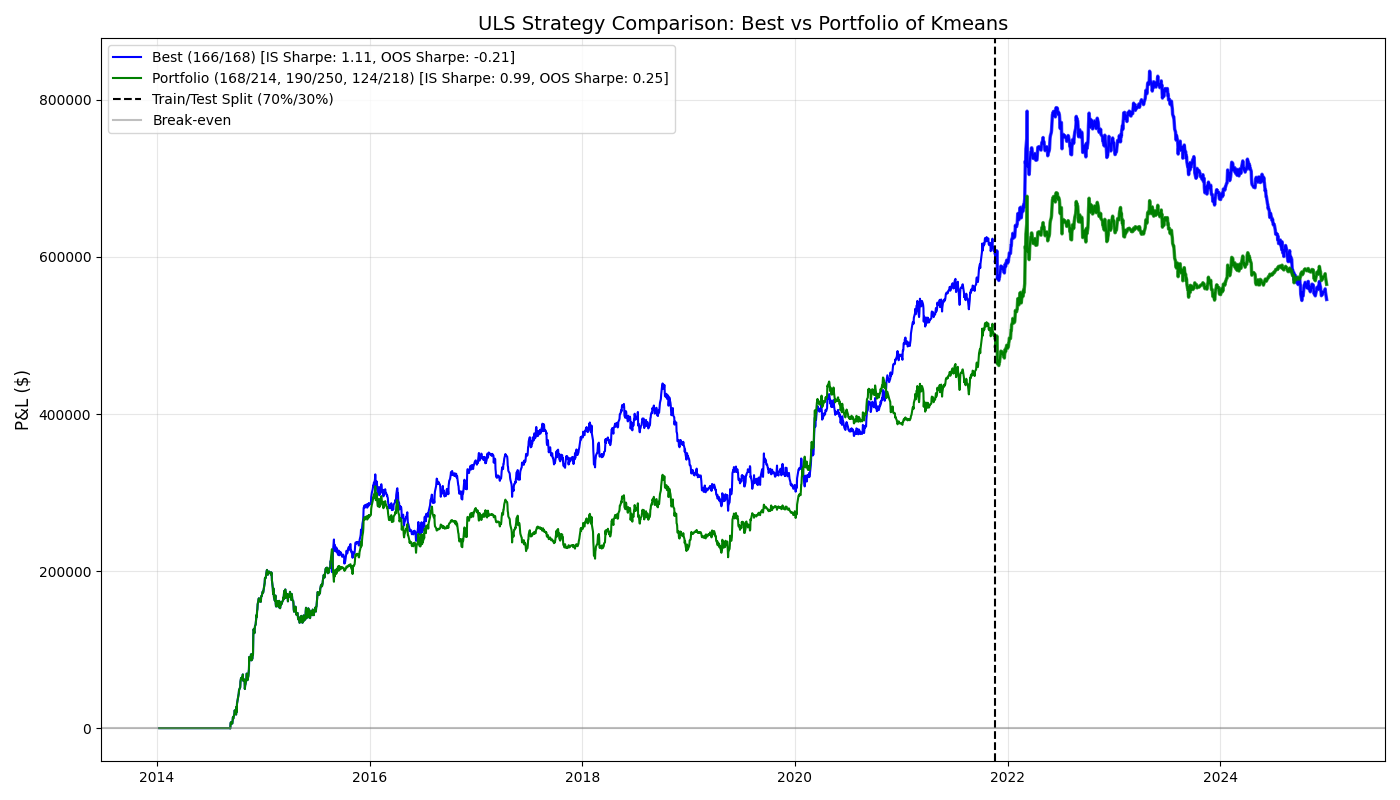 ULS Strategy Comparison: Best vs Portfolio of Kmeans
Best (166/168) [IS Sharpe: 1.11, OOS Sharpe: -0.21]
Portfolio (168/214, 190/250, 124/218) [IS Sharpe: 0.99, OOS Sharpe: 0.25]
Train/Test Split (70%/30%)
Break-even
P&L ($)
800000
600000
400000
200000
0
2014
2016
2018
2020
2022
2024